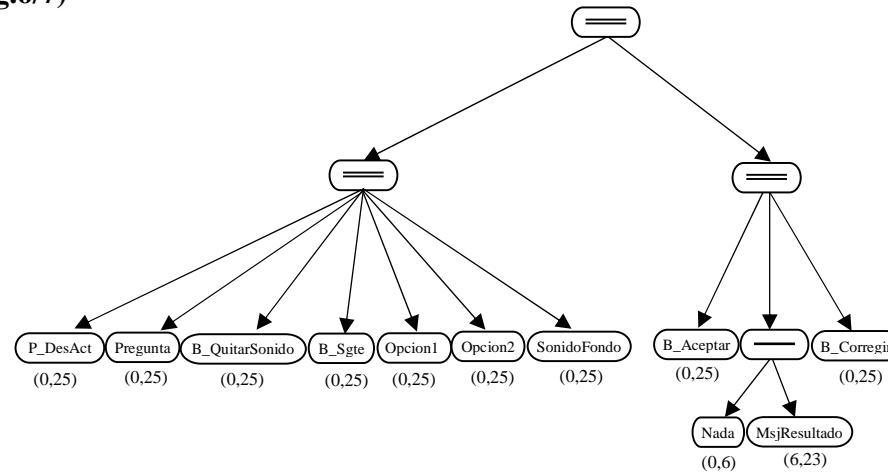 P_DesAct Pregunta B_QuitarSonido B_Sgte Opcion1 Opcion2 SonidoFondo B_Aceptar B_Corregir
(0,25) (0,25) (0,25) (0,25) (0,25) (0,25) (0,25) (0,25) (0,25)
Nada MsjResultado
(0,6) (6,23)